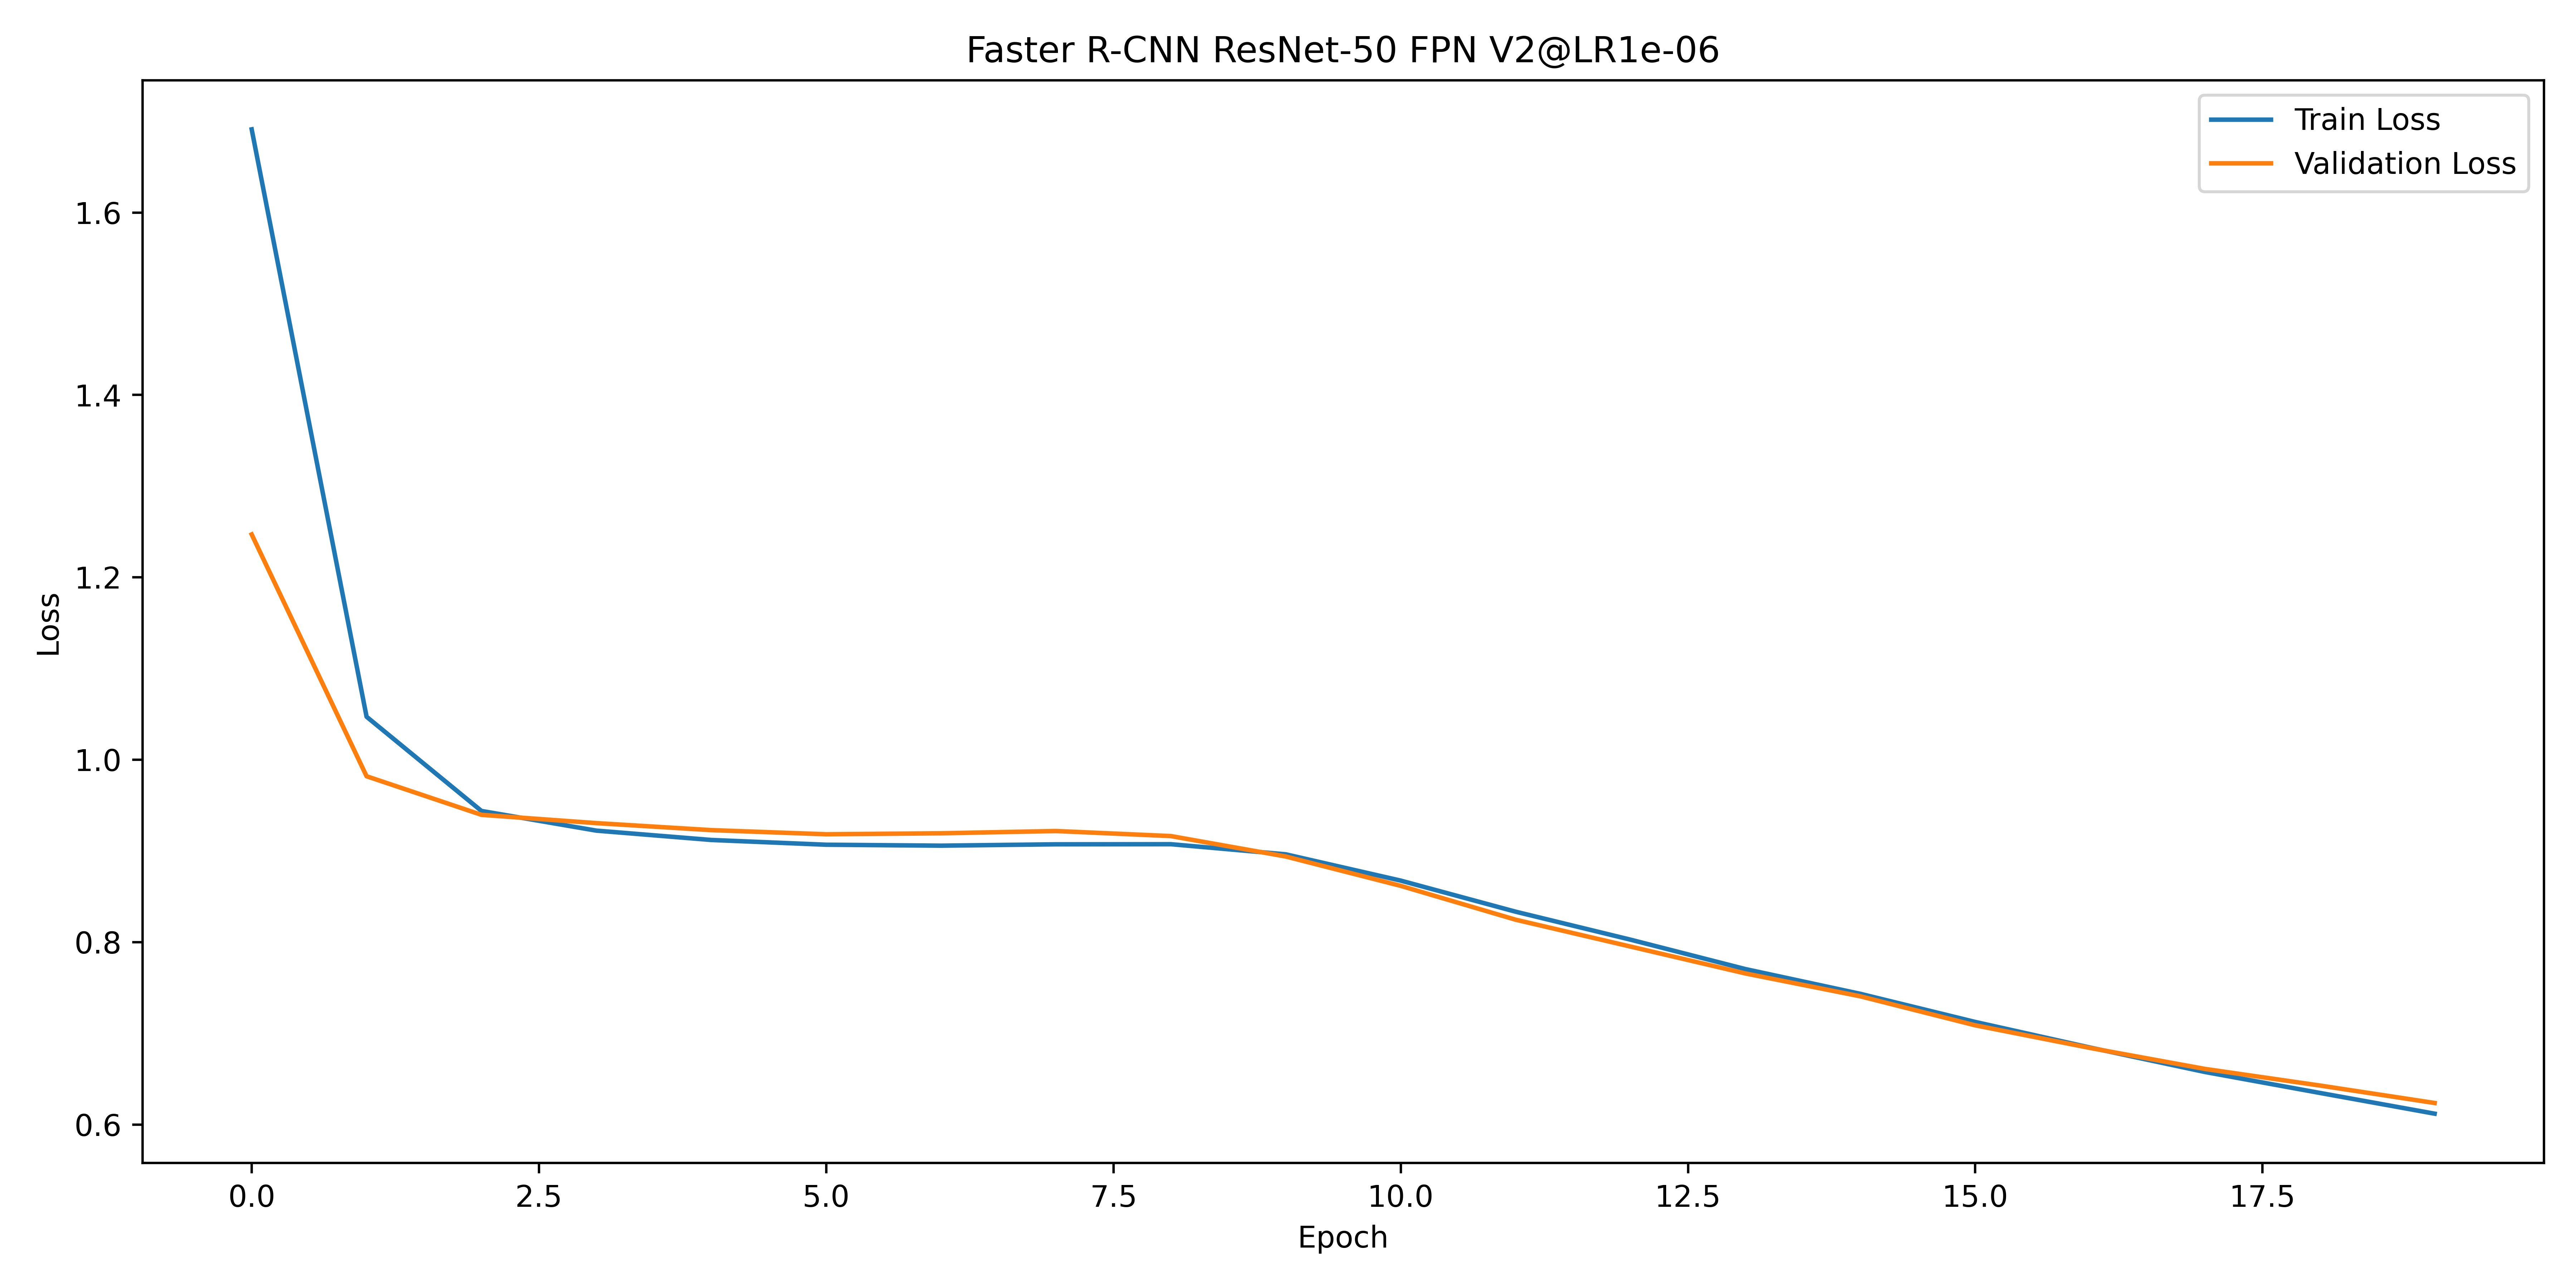 Faster R-CNN ResNet-50 FPN V2@LR1e-06
Train Loss
Validation Loss
1.6
1.4
1.2
1.0
0.8
0.6
Loss
0.0 2.5 5.0 7.5 10.0 12.5 15.0 17.5
Epoch